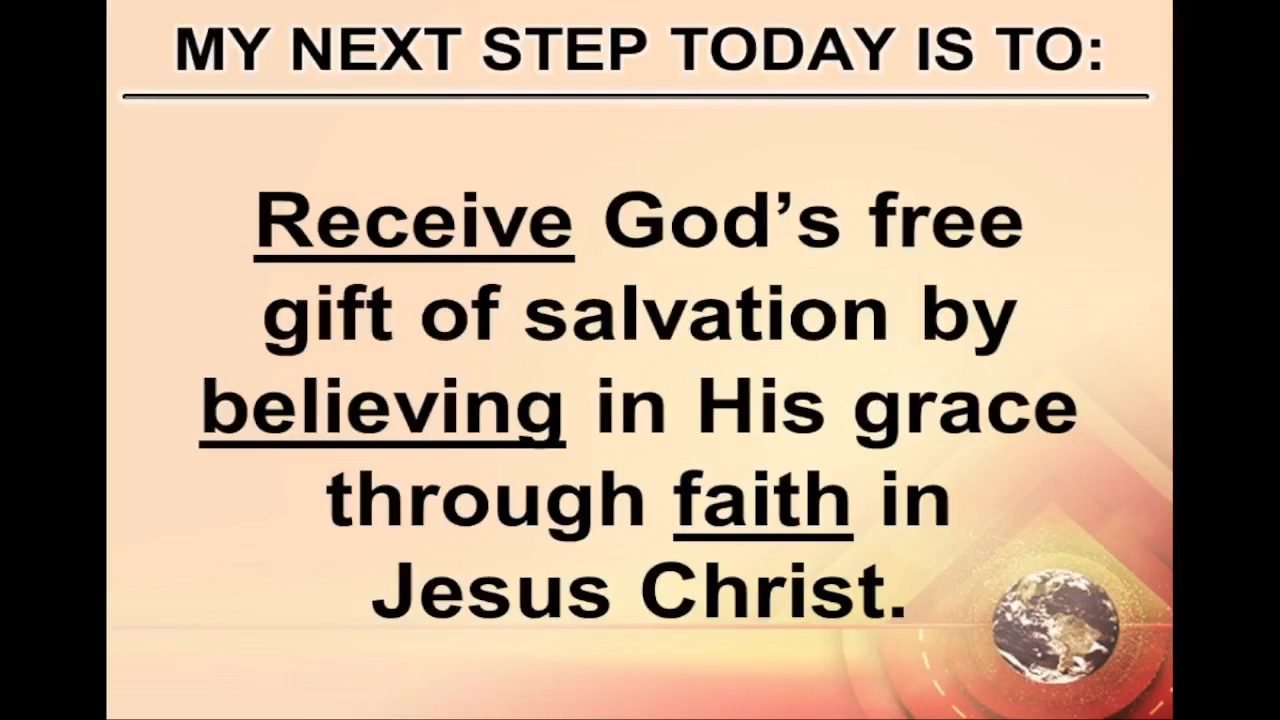 MY NEXT STEP TODAY IS TO:
Receive God’s free
gift of salvation by
believing in His grace
through faith in
Jesus Christ.